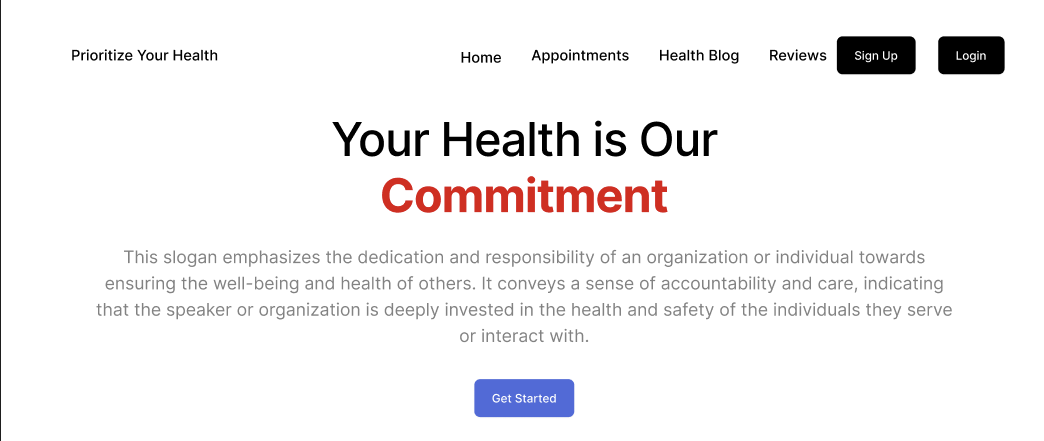 Prioritize Your Health Home Appointments Health Blog Reviews Sign Up Login
Your Health is Our
Commitment
This slogan emphasizes the dedication and responsibility of an organization or individual towards
ensuring the well-being and health of others. It conveys a sense of accountability and care, indicating
that the speaker or organization is deeply invested in the health and safety of the individuals they serve
or interact with.
Get Started